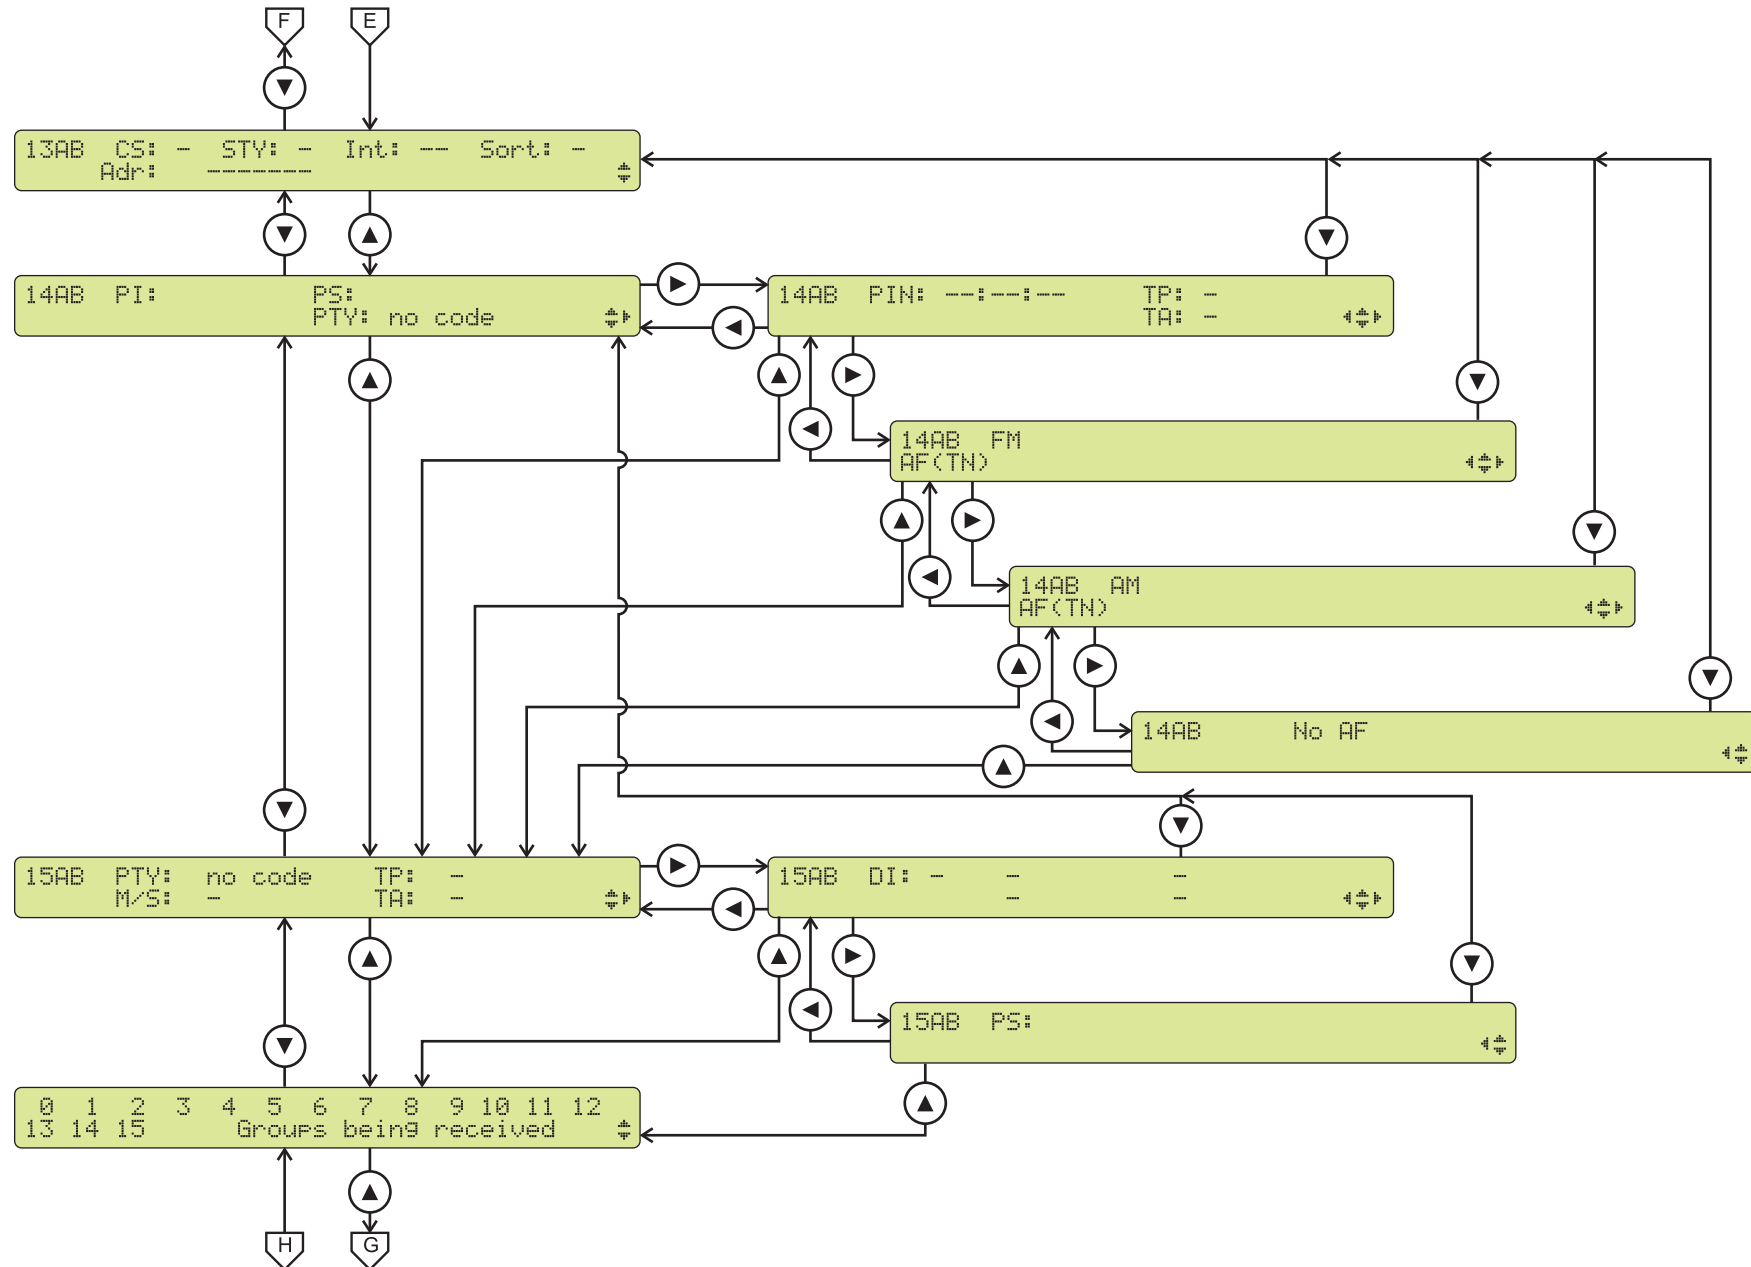 F E
13AB CS: - STY: - Int: -- Sort: -
Adr: -------
14AB PI: PS:
PTY: no code
14AB PIN: --:--:-- TP: -
TA: -
14AB FM
AF(TN)
14AB AM
AF(TN)
14AB No AF
15AB PTY: no code TP: -
M/S: - TA: -
15AB DI: - - -
- -
15AB PS:
0 1 2 3 4 5 6 7 8 9 10 11 12
13 14 15 Groups being received
H G